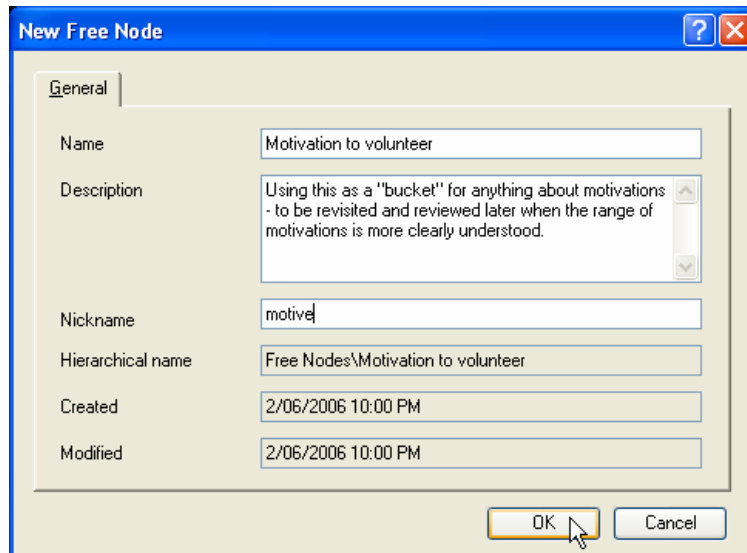 New Free Node
General
Name
Motivation to volunteer
Description
Using this as a "bucket" for anything about motivations
- to be revisited and reviewed later when the range of
motivations is more clearly understood.
Nickname
motive
Hierarchical name
Free Nodes\Motivation to volunteer
Created
2/06/2006 10:00 PM
Modified
2/06/2006 10:00 PM
OK
Cancel